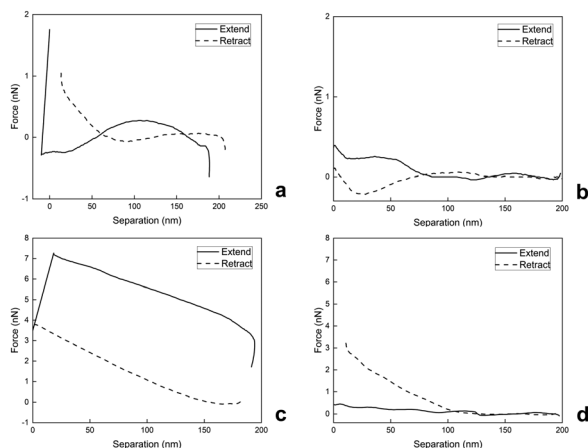 2
1
0
-1
Force (nN)
0 50 100 150 200 250
Separation (nm)
Extend
Retract
a
2
1
0
Force (nN)
0 50 100 150 200
Separation (nm)
Extend
Retract
b
8
7
6
5
4
3
2
1
0
-1
Force (nN)
0 50 100 150 200
Separation (nm)
Extend
Retract
c
8
7
6
5
4
3
2
1
0
Force (nN)
0 50 100 150 200
Separation (nm)
Extend
Retract
d